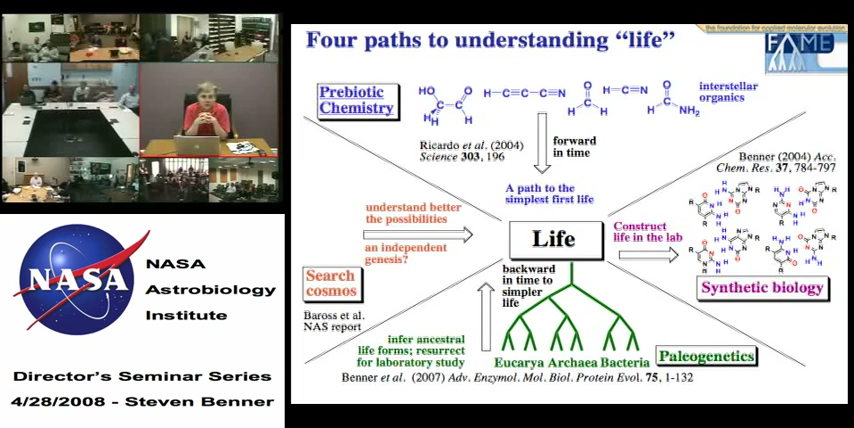 Four paths to understanding “life”
the foundation for applied molecular evolution
FAME
Prebiotic
Chemistry
HO
O
H
H
H
H–C≡C–C≡N
O
C
H
H
H–C≡N
O
C
H
NH2
interstellar
organics
Ricardo et al. (2004)
Science 303, 196
forward
in time
Benner (2004) Acc.
Chem. Res. 37, 784-797
A path to the
simplest first life
understand better
the possibilities
an independent
genesis?
Life
Construct
life in the lab
Search
cosmos
Baross et al.
NAS report
backward
in time to
simpler
life
Synthetic biology
infer ancestral
life forms; resurrect
for laboratory study
Eucarya Archaea Bacteria
Paleogenetics
Benner et al. (2007) Adv. Enzymol. Mol. Biol. Protein Evol. 75, 1-132
NASA
NASA
Astrobiology
Institute
Director's Seminar Series
4/28/2008 - Steven Benner